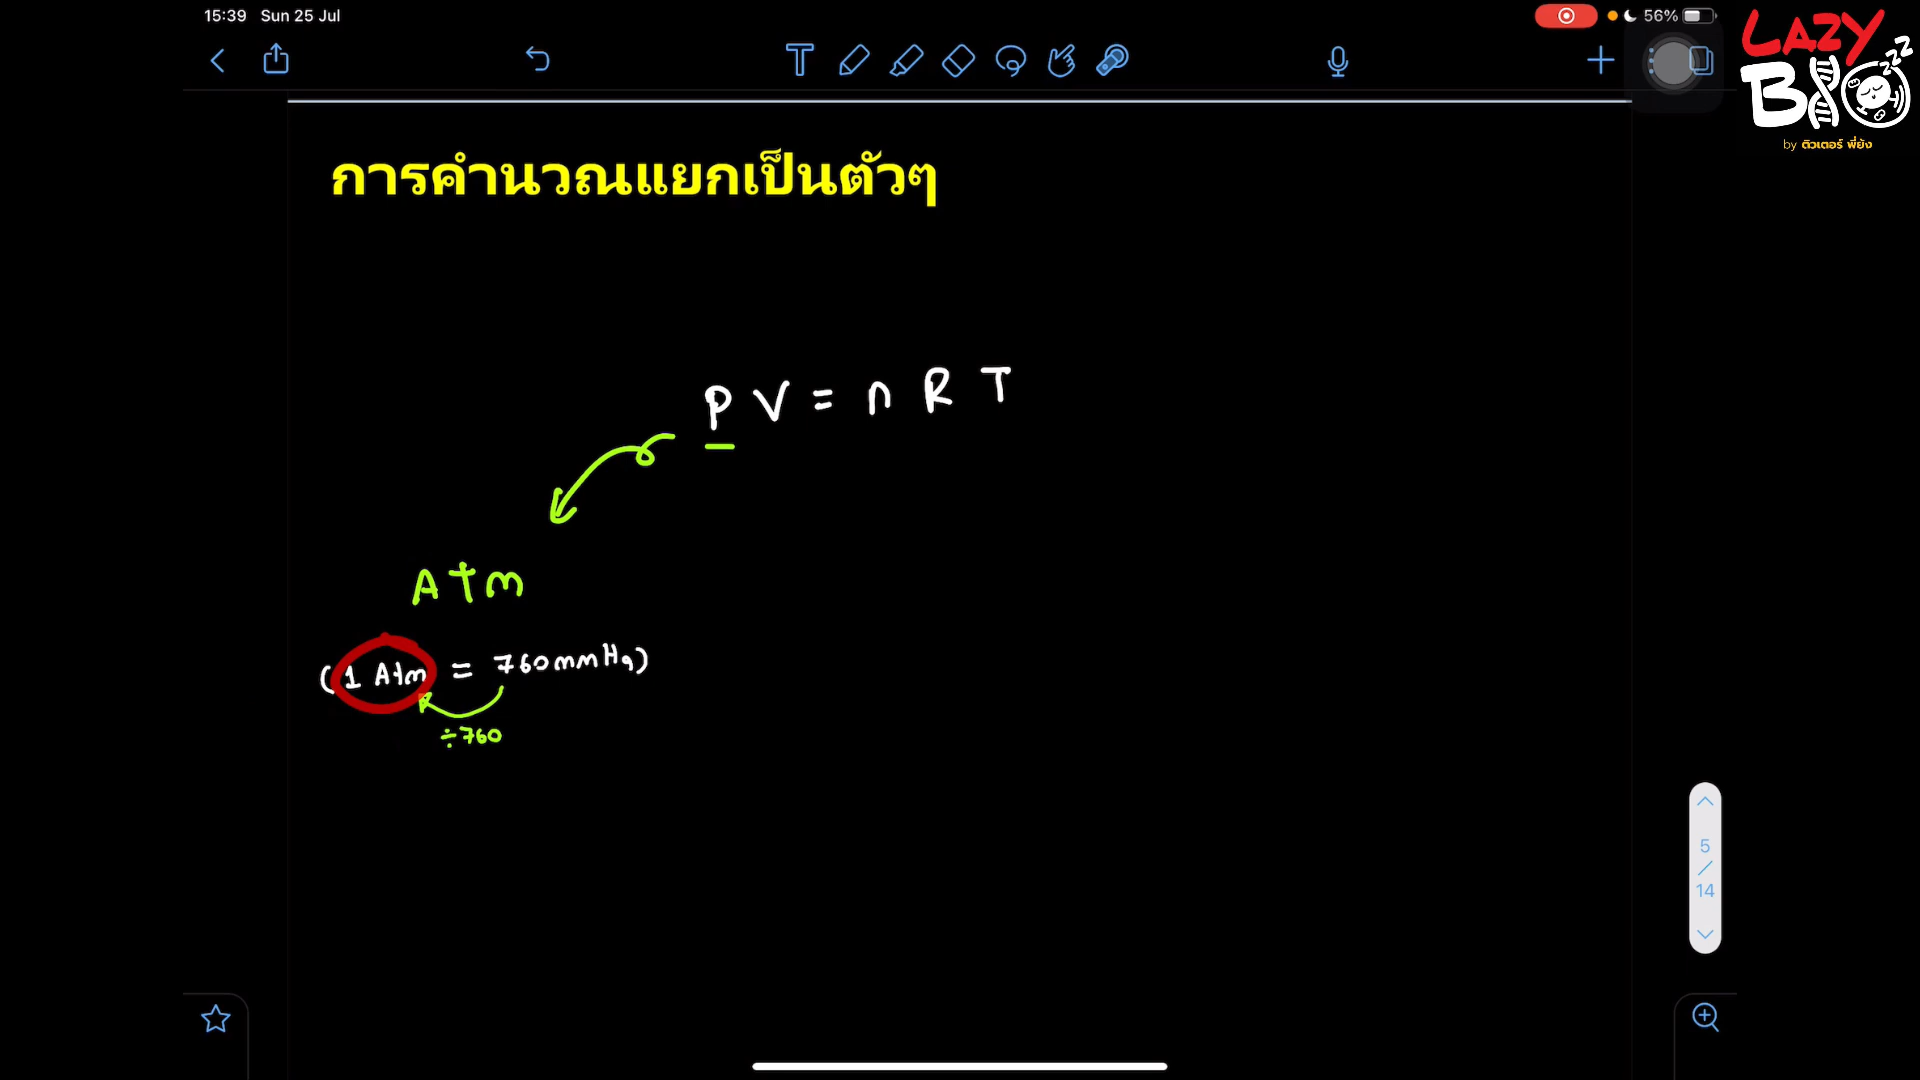 15:39 Sun 25 Jul
56%
LAZY
BIO zzz
by ติวเตอร์ พี่ยัง
การคำนวณแยกเป็นตัวๆ
PV = nRT
Atm
(1 Atm = 760mmHg)
÷760
5
/
14